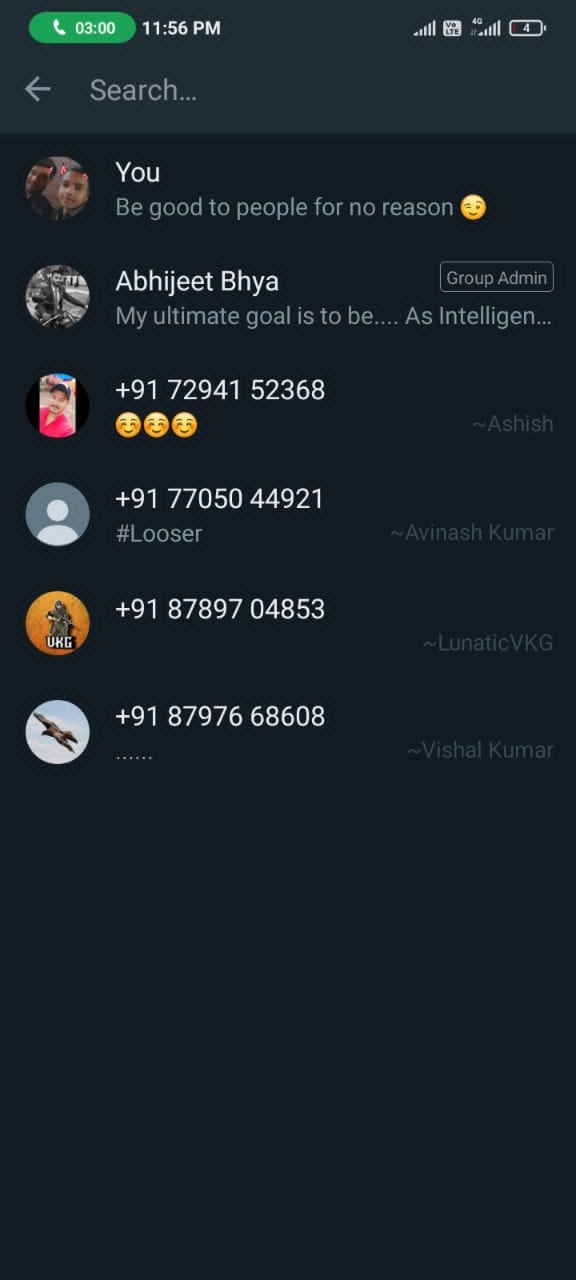 03:00 11:56 PM Vo LTE 4G 4
Search...
You
Be good to people for no reason 😉
Abhijeet Bhya Group Admin
My ultimate goal is to be.... As Intelligen...
+91 72941 52368
☺️☺️☺️ ~Ashish
+91 77050 44921
#Looser ~Avinash Kumar
+91 87897 04853
VKG
~LunaticVKG
+91 87976 68608
...... ~Vishal Kumar